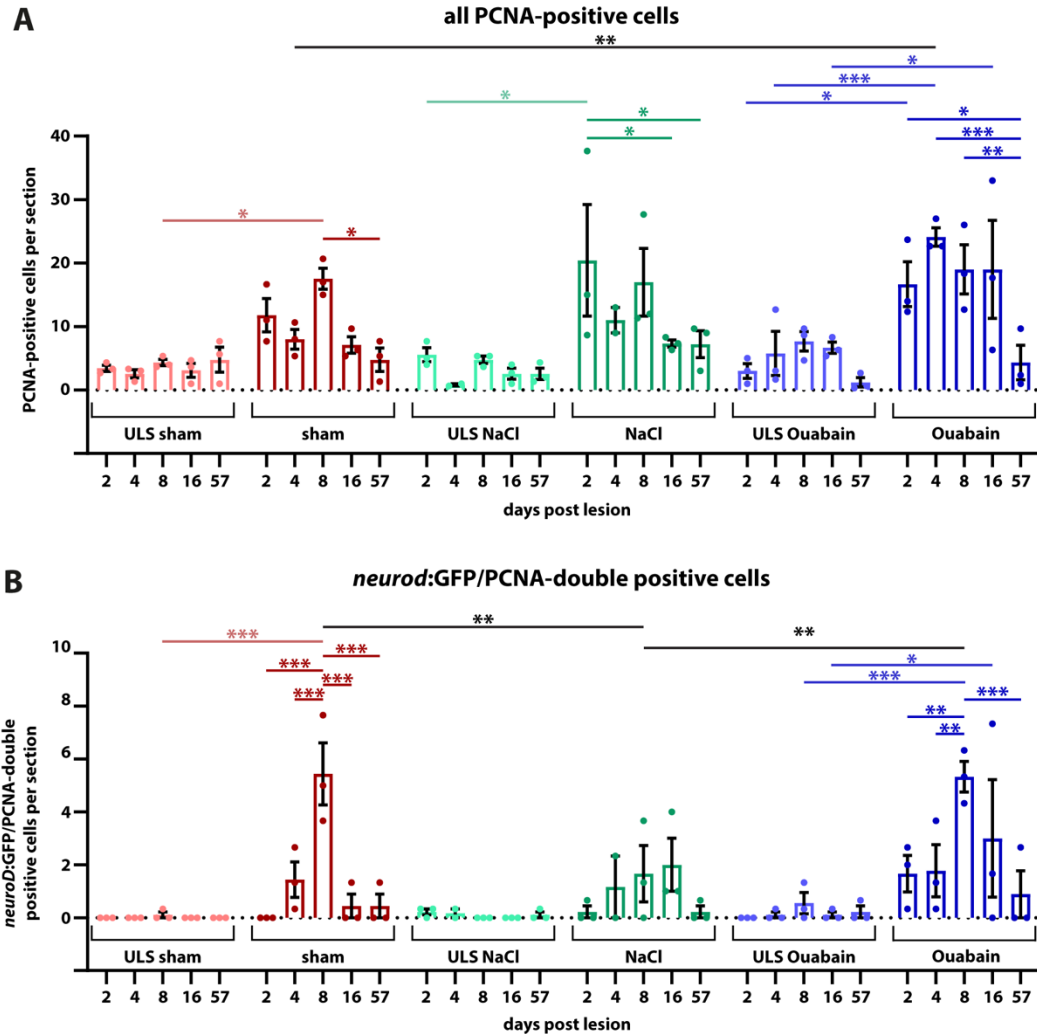 A
all PCNA-positive cells
**
*
***
*
*
*
*
*
***
**
*
*
PCNA-positive cells per section
40
30
20
10
0
ULS sham
sham
ULS NaCl
NaCl
ULS Ouabain
Ouabain
2 4 8 16 57 2 4 8 16 57 2 4 8 16 57 2 4 8 16 57 2 4 8 16 57 2 4 8 16 57
days post lesion
B
neurod:GFP/PCNA-double positive cells
**
**
***
***
***
***
***
*
***
***
**
**
neuroD:GFP/PCNA-double
positive cells per section
10
8
6
4
2
0
ULS sham
sham
ULS NaCl
NaCl
ULS Ouabain
Ouabain
2 4 8 16 57 2 4 8 16 57 2 4 8 16 57 2 4 8 16 57 2 4 8 16 57 2 4 8 16 57
days post lesion